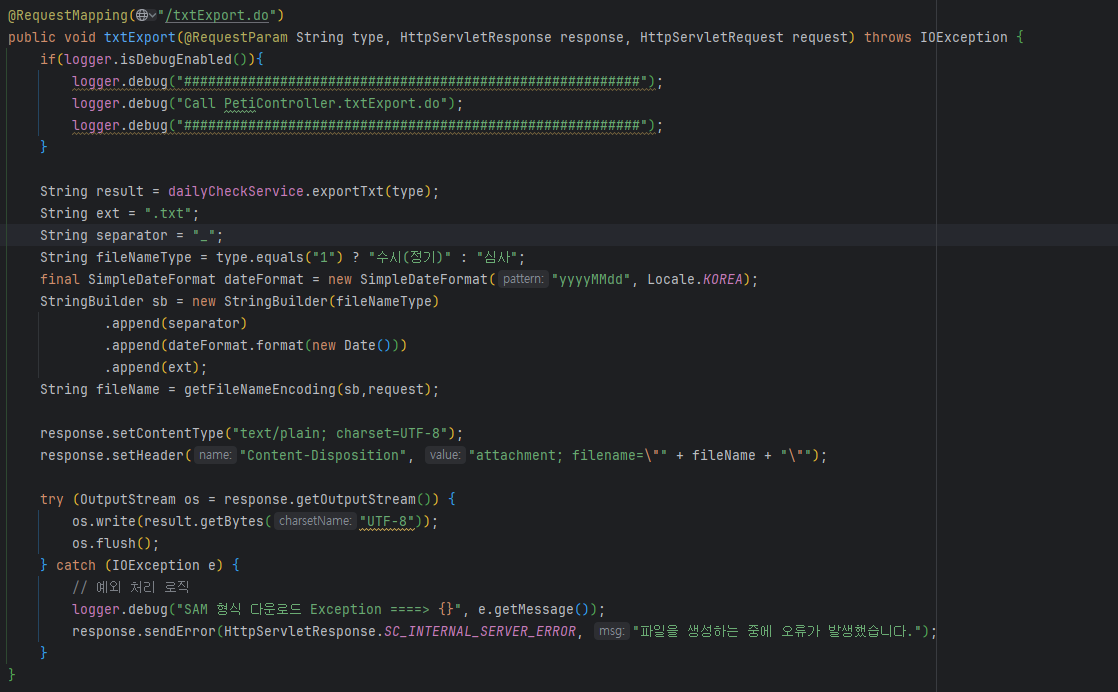 @RequestMapping("/txtExport.do")
public void txtExport(@RequestParam String type, HttpServletResponse response, HttpServletRequest request) throws IOException {
    if(logger.isDebugEnabled()){
        logger.debug("#########################################################");
        logger.debug("Call PetiController.txtExport.do");
        logger.debug("#########################################################");
    }
    String result = dailyCheckService.exportTxt(type);
    String ext = ".txt";
    String separator = "_";
    String fileNameType = type.equals("1") ? "수시(정기)" : "심사";
    final SimpleDateFormat dateFormat = new SimpleDateFormat( pattern: "yyyyMMdd", Locale.KOREA);
    StringBuilder sb = new StringBuilder(fileNameType)
            .append(separator)
            .append(dateFormat.format(new Date()))
            .append(ext);
    String fileName = getFileNameEncoding(sb,request);
    response.setContentType("text/plain; charset=UTF-8");
    response.setHeader( name: "Content-Disposition", value: "attachment; filename=\"" + fileName + "\"");
    try (OutputStream os = response.getOutputStream()) {
        os.write(result.getBytes( charsetName: "UTF-8"));
        os.flush();
    } catch (IOException e) {
        // 예외 처리 로직
        logger.debug("SAM 형식 다운로드 Exception ====> {}", e.getMessage());
        response.sendError(HttpServletResponse.SC_INTERNAL_SERVER_ERROR, msg: "파일을 생성하는 중에 오류가 발생했습니다.");
    }
}